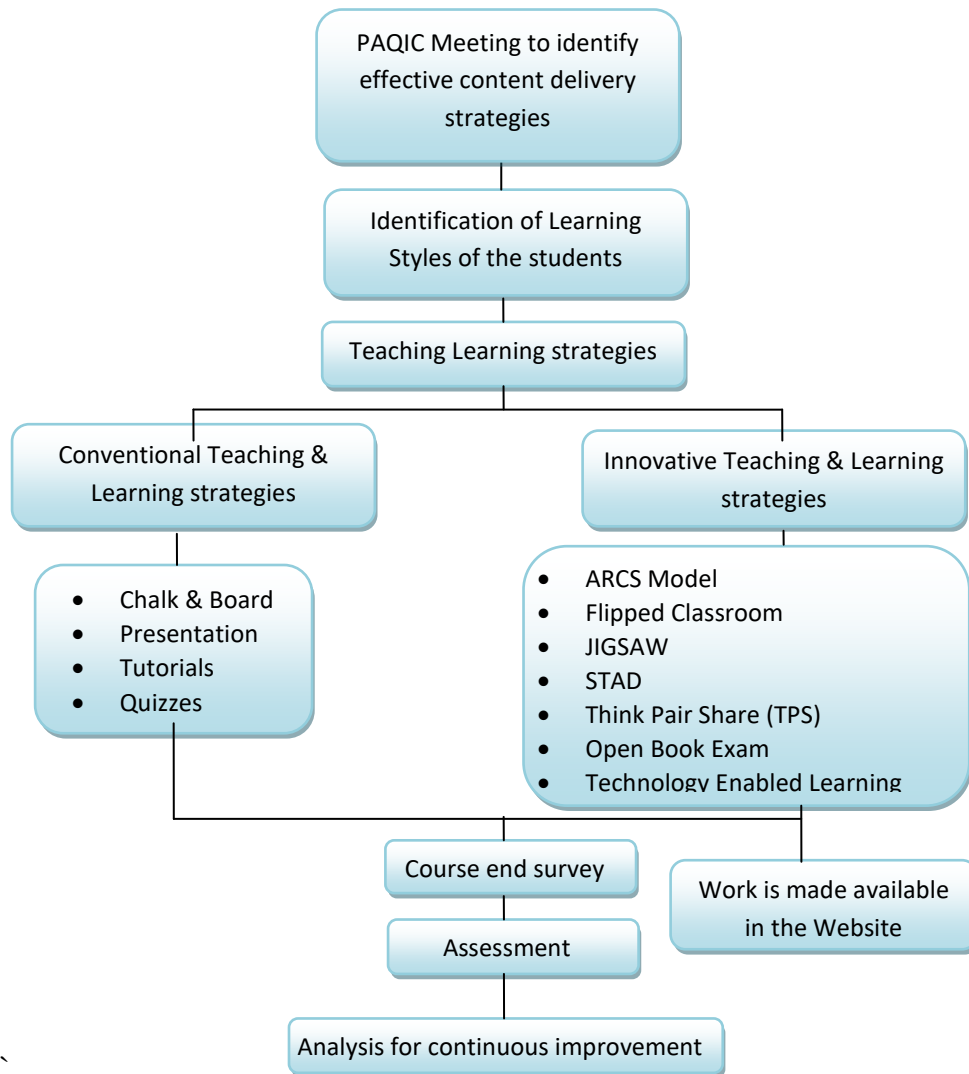 PAQIC Meeting to identify
effective content delivery
strategies
Identification of Learning
Styles of the students
Teaching Learning strategies
Conventional Teaching &
Learning strategies
Innovative Teaching & Learning
strategies
• Chalk & Board
• Presentation
• Tutorials
• Quizzes
• ARCS Model
• Flipped Classroom
• JIGSAW
• STAD
• Think Pair Share (TPS)
• Open Book Exam
• Technology Enabled Learning
Course end survey
Work is made available
in the Website
Assessment
Analysis for continuous improvement
`